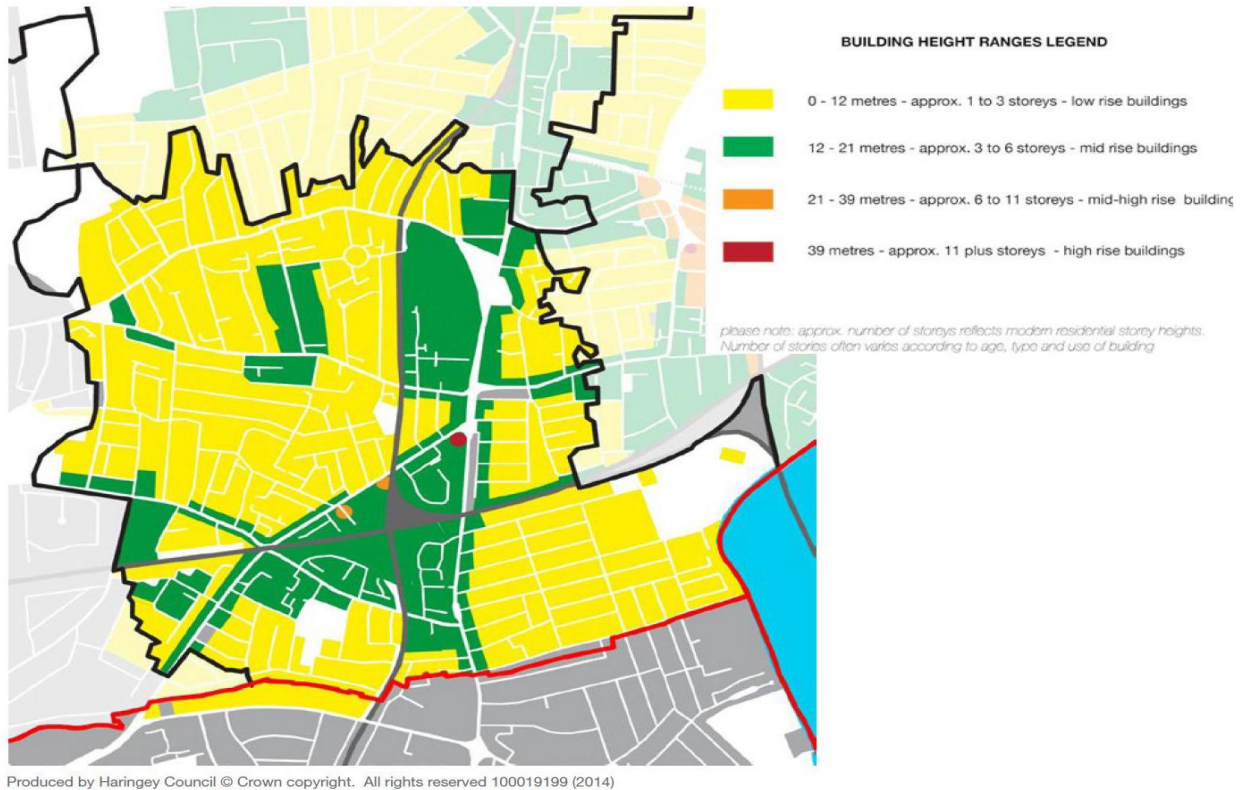 BUILDING HEIGHT RANGES LEGEND
0 - 12 metres - approx. 1 to 3 storeys - low rise buildings
12 - 21 metres - approx. 3 to 6 storeys - mid rise buildings
21 - 39 metres - approx. 6 to 11 storeys - mid-high rise building
39 metres - approx. 11 plus storeys - high rise buildings
please note: approx. number of storeys reflects modern residential storey heights.
Number of stories often varies according to age, type and use of building
Produced by Haringey Council © Crown copyright. All rights reserved 100019199 (2014)